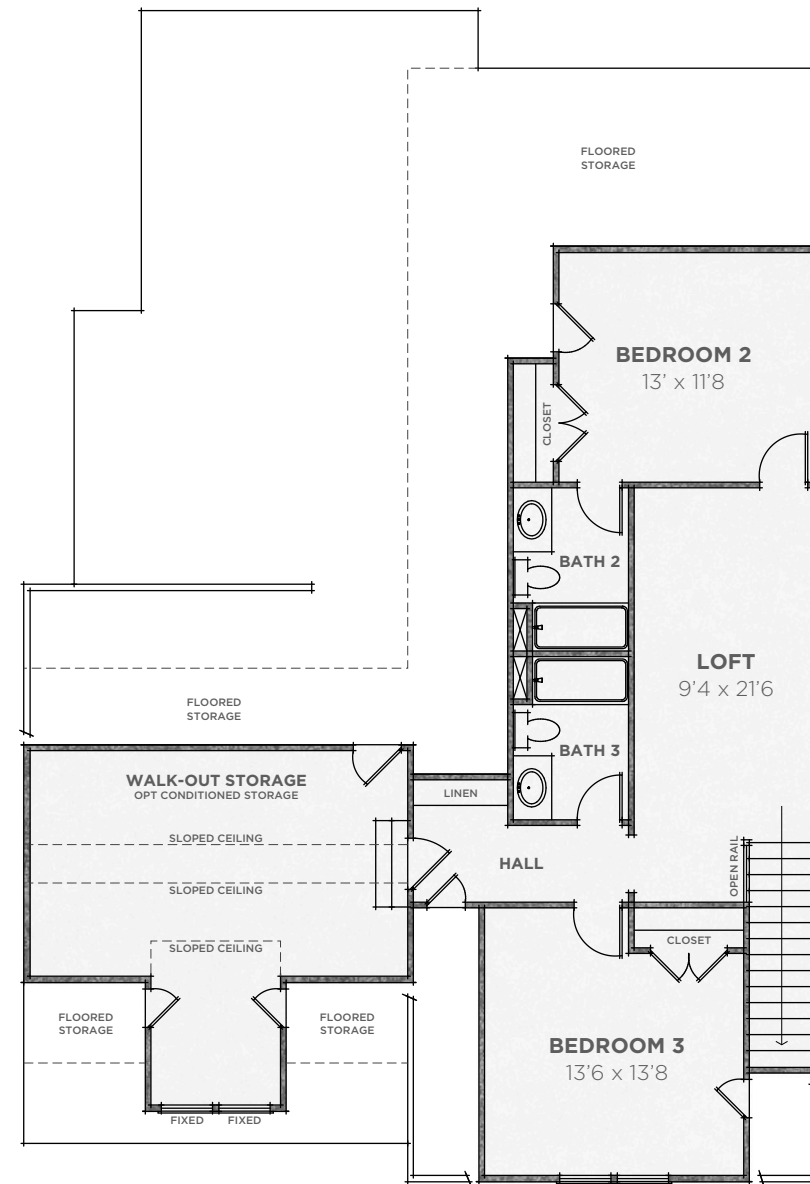 FLOORED
STORAGE
BEDROOM 2
13’ x 11’8
CLOSET
BATH 2
LOFT
9’4 x 21’6
FLOORED
STORAGE
BATH 3
WALK-OUT STORAGE
OPT CONDITIONED STORAGE
LINEN
SLOPED CEILING
SLOPED CEILING
HALL
OPEN RAIL
SLOPED CEILING
CLOSET
FLOORED
STORAGE
FLOORED
STORAGE
BEDROOM 3
13’6 x 13’8
FIXED
FIXED